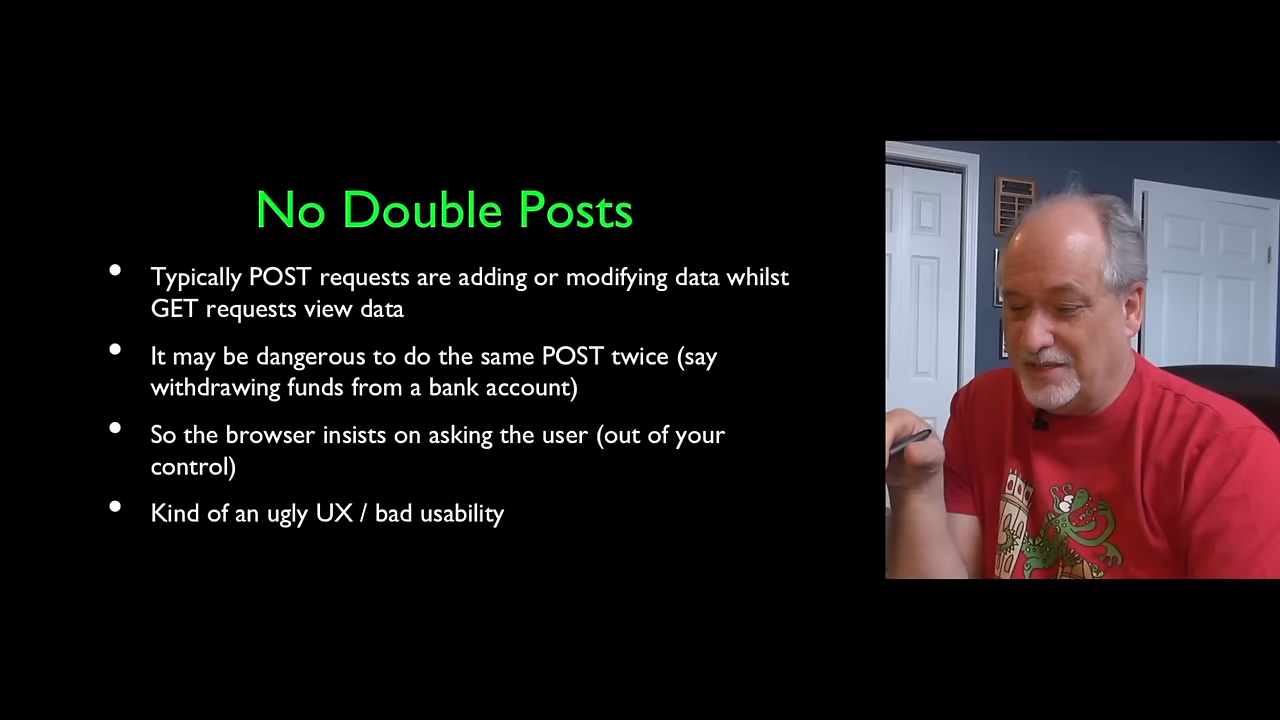 No Double Posts
• Typically POST requests are adding or modifying data whilst
GET requests view data
• It may be dangerous to do the same POST twice (say
withdrawing funds from a bank account)
• So the browser insists on asking the user (out of your
control)
• Kind of an ugly UX / bad usability